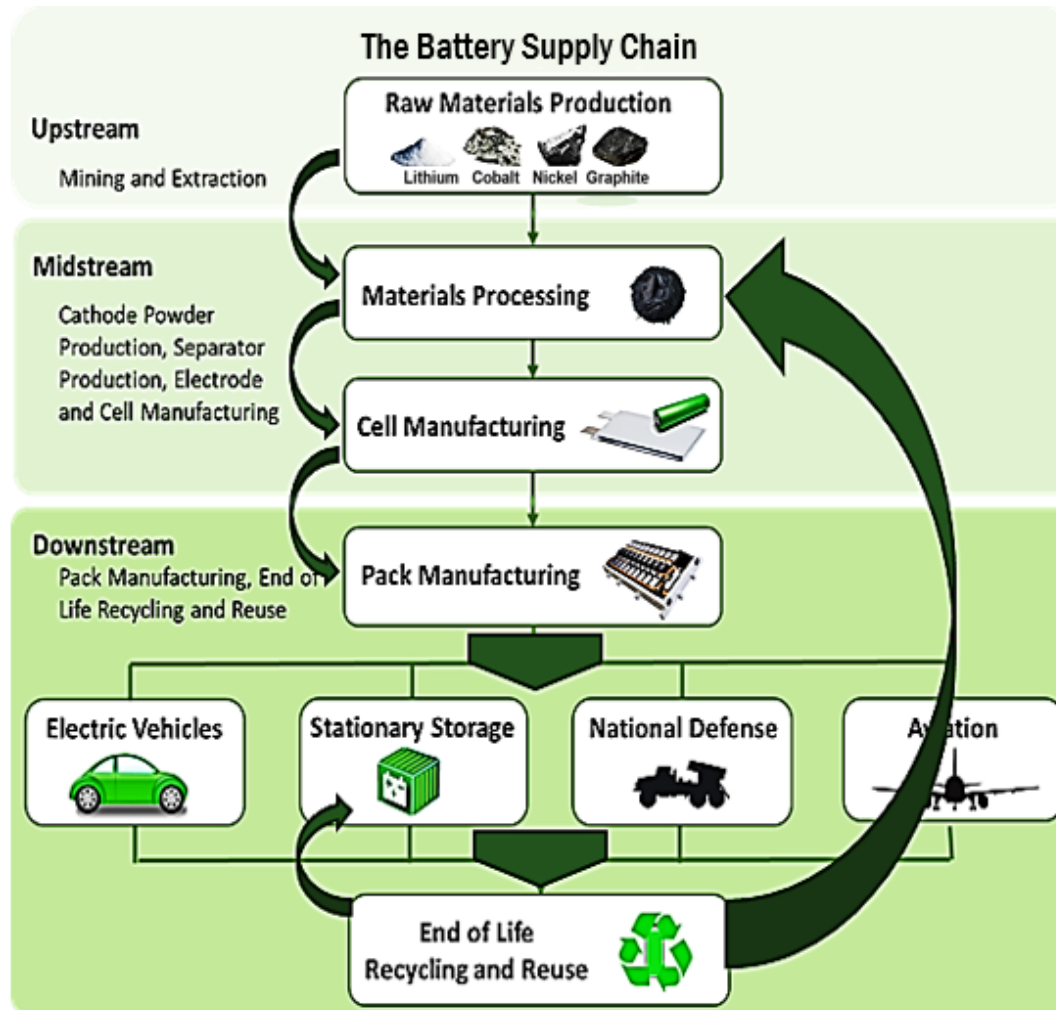 The Battery Supply Chain
Raw Materials Production
Lithium Cobalt Nickel Graphite
Upstream
Mining and Extraction
Midstream
Cathode Powder
Production, Separator
Production, Electrode
and Cell Manufacturing
Materials Processing
Cell Manufacturing
Downstream
Pack Manufacturing, End of
Life Recycling and Reuse
Pack Manufacturing
Electric Vehicles
Stationary Storage
National Defense
Aviation
End of Life
Recycling and Reuse